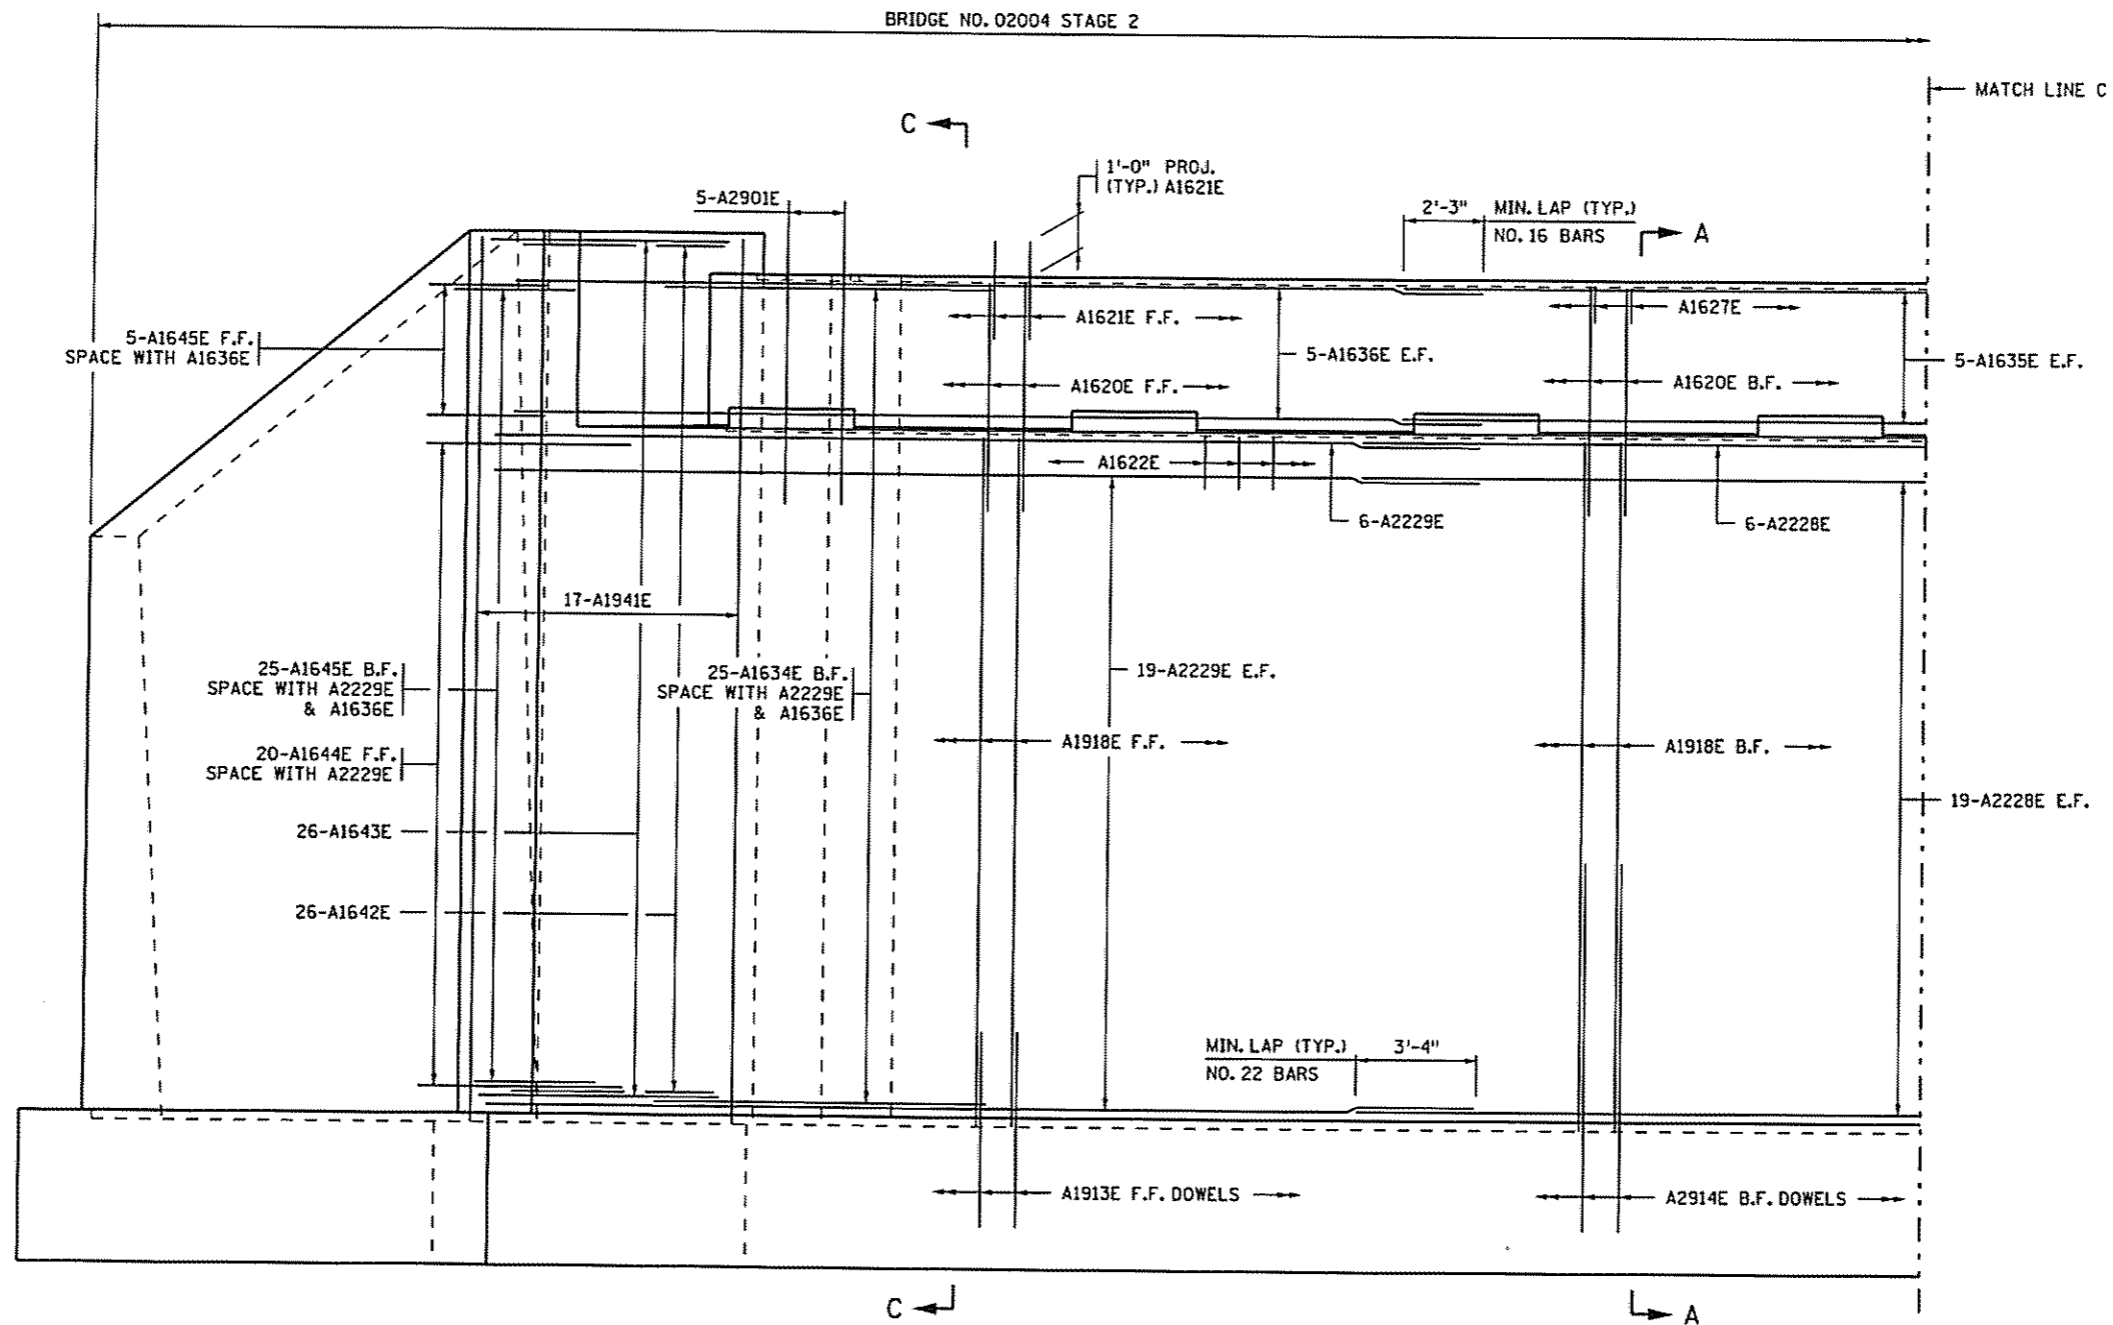 BRIDGE NO. 02004 STAGE 2
MATCH LINE C
C
1'-0" PROJ.
(TYP.) A1621E
5-A2901E
2'-3" MIN. LAP (TYP.)
NO. 16 BARS
A
5-A1645E F.F.
SPACE WITH A1636E
A1621E F.F.
A1627E
5-A1636E E.F.
5-A1635E E.F.
A1620E F.F.
A1620E B.F.
A1622E
6-A2229E
6-A2228E
17-A1941E
25-A1645E B.F.
SPACE WITH A2229E
& A1636E
25-A1634E B.F.
SPACE WITH A2229E
& A1636E
19-A2229E E.F.
20-A1644E F.F.
SPACE WITH A2229E
A1918E F.F.
A1918E B.F.
19-A2228E E.F.
26-A1643E
26-A1642E
MIN. LAP (TYP.) 3'-4"
NO. 22 BARS
A1913E F.F. DOWELS
A2914E B.F. DOWELS
C
A